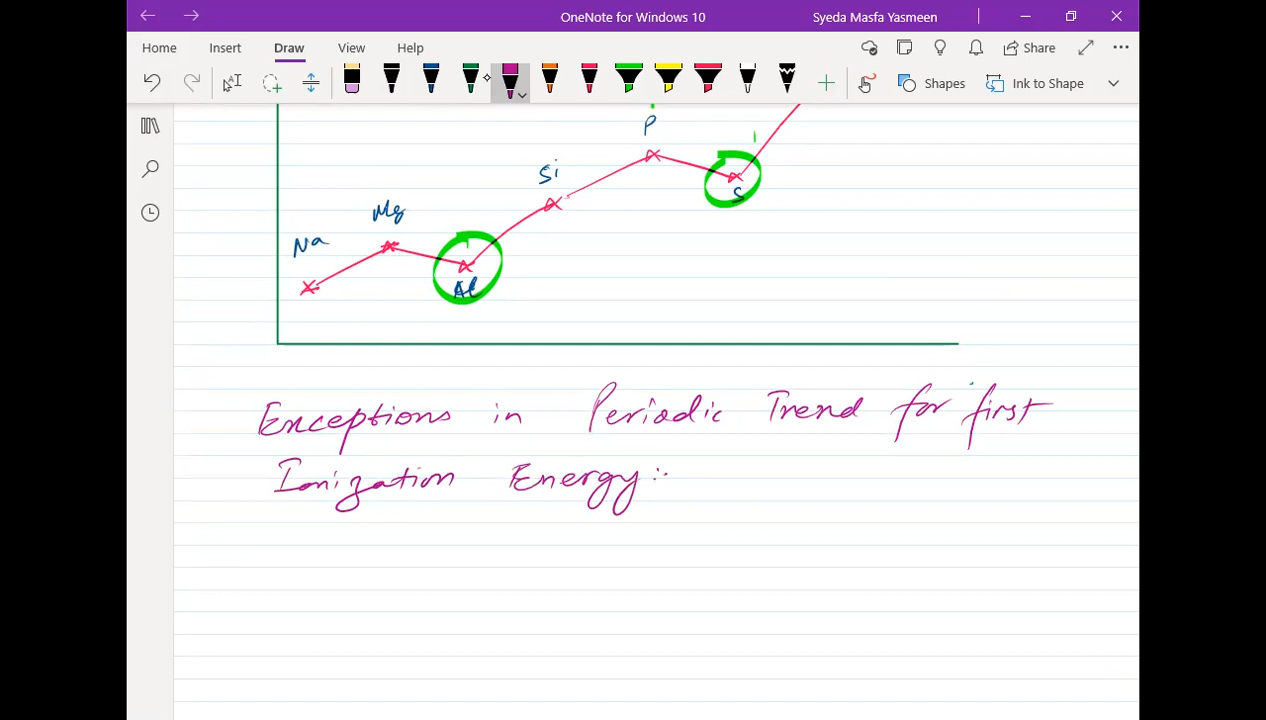 OneNote for Windows 10
Syeda Masfa Yasmeen
Home Insert Draw View Help
Share
Shapes
Ink to Shape
P
Si
S
Mg
Na
Al
Exceptions in Periodic Trend for first
Ionization Energy: